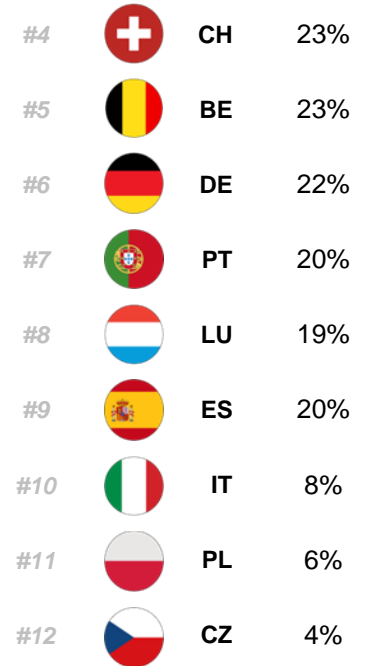 #4 CH 23%
#5 BE 23%
#6 DE 22%
#7 PT 20%
#8 LU 19%
#9 ES 20%
#10 IT 8%
#11 PL 6%
#12 CZ 4%